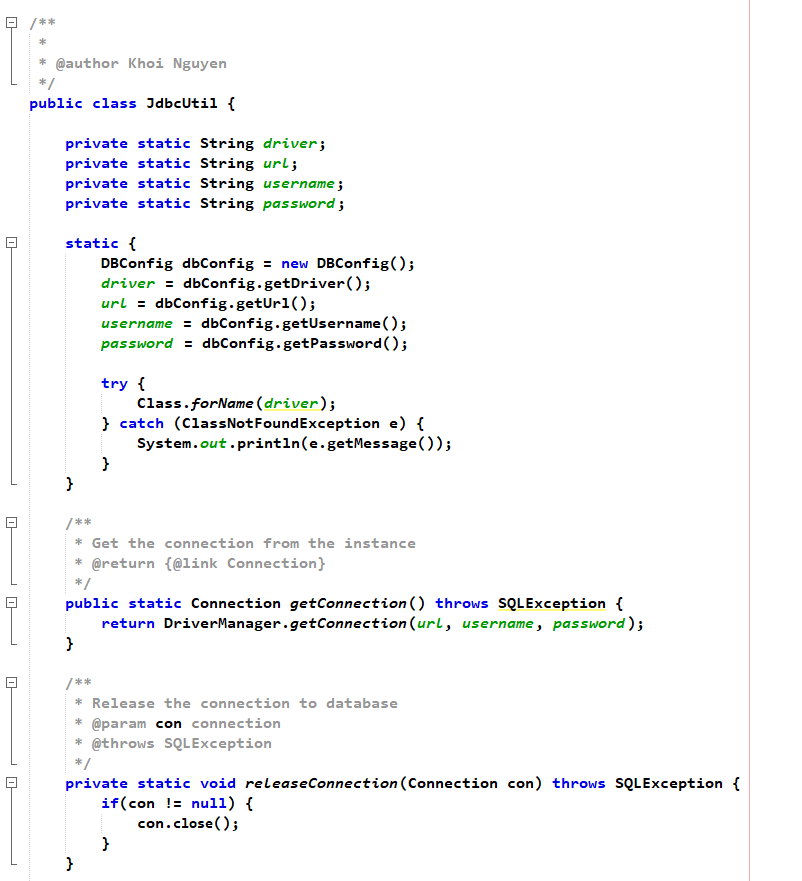 /**
 *
 * @author Khoi Nguyen
 */
public class JdbcUtil {
    private static String driver;
    private static String url;
    private static String username;
    private static String password;
    static {
        DBConfig dbConfig = new DBConfig();
        driver = dbConfig.getDriver();
        url = dbConfig.getUrl();
        username = dbConfig.getUsername();
        password = dbConfig.getPassword();
        try {
            Class.forName(driver);
        } catch (ClassNotFoundException e) {
            System.out.println(e.getMessage());
        }
    }
    /**
     * Get the connection from the instance
     * @return {@link Connection}
     */
    public static Connection getConnection() throws SQLException {
        return DriverManager.getConnection(url, username, password);
    }
    /**
     * Release the connection to database
     * @param con connection
     * @throws SQLException
     */
    private static void releaseConnection(Connection con) throws SQLException {
        if(con != null) {
            con.close();
        }
    }